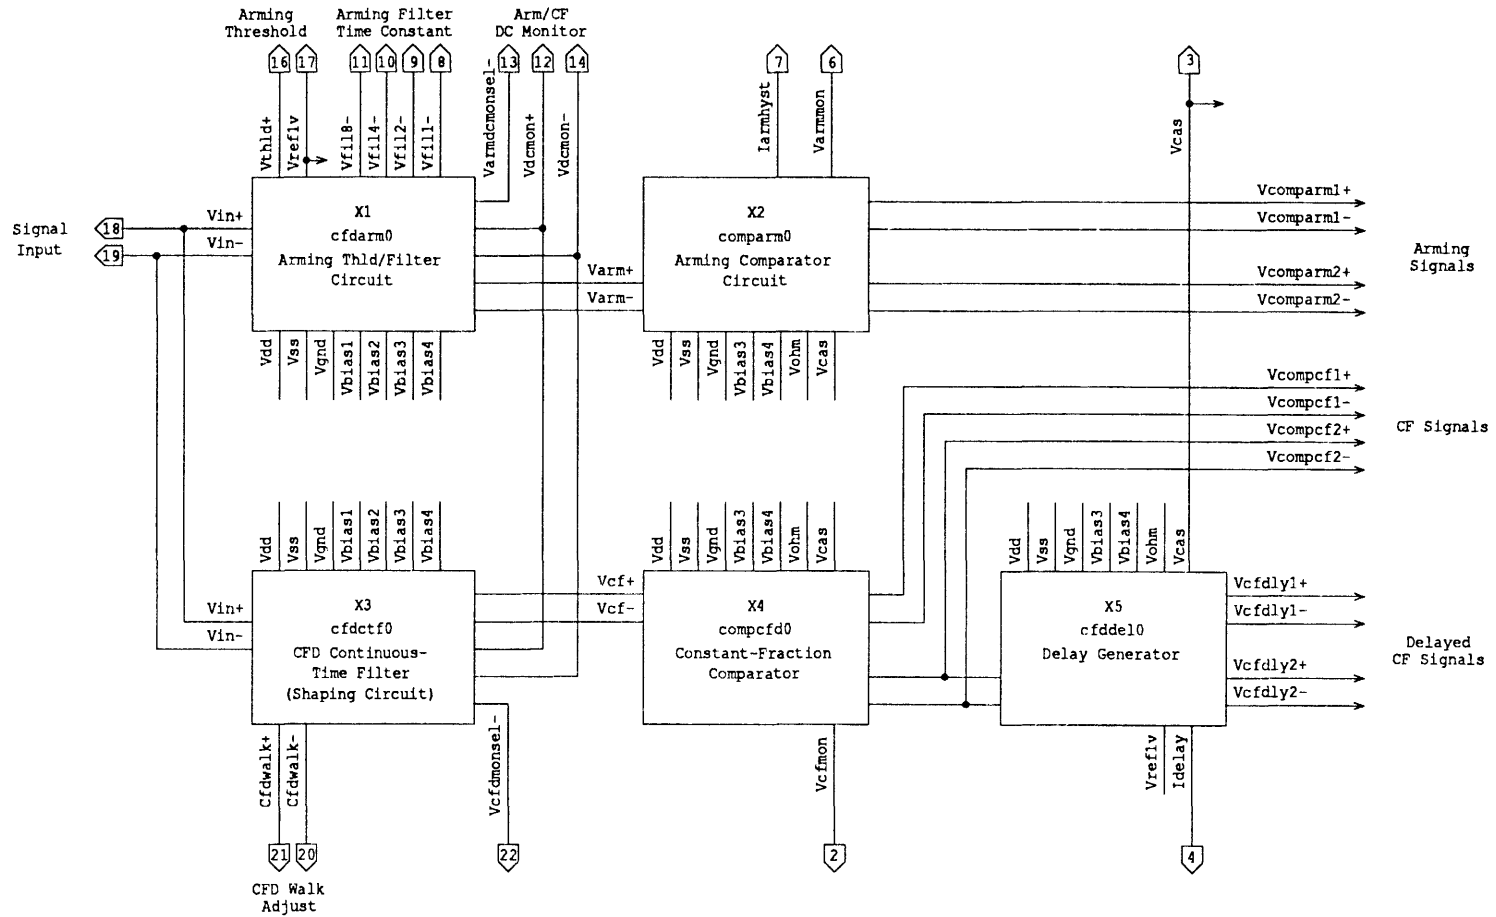 Arming
Threshold
Arming Filter
Time Constant
Arm/CF
DC Monitor
16
17
11
10
9
8
13
12
14
7
6
3
Vthld+
Vref1v
Vfil8-
Vfil4-
Vfil2-
Vfil1-
Varmdcmonsel-
Vdcmon+
Vdcmon-
Iarmhyst
Varmmon
Vcas
Signal
Input
18
19
Vin+
Vin-
X1
cfdarm0
Arming Thld/Filter
Circuit
Varm+
Varm-
X2
comparm0
Arming Comparator
Circuit
Vcomparm1+
Vcomparm1-
Vcomparm2+
Vcomparm2-
Arming
Signals
Vdd
Vss
Vgnd
Vbias1
Vbias2
Vbias3
Vbias4
Vdd
Vss
Vgnd
Vbias3
Vbias4
Vohm
Vcas
Vcompcf1+
Vcompcf1-
Vcompcf2+
Vcompcf2-
CF Signals
Vdd
Vss
Vgnd
Vbias1
Vbias2
Vbias3
Vbias4
Vdd
Vss
Vgnd
Vbias3
Vbias4
Vohm
Vcas
Vdd
Vss
Vgnd
Vbias3
Vbias4
Vohm
Vcas
Vin+
Vin-
X3
cfdctf0
CFD Continuous-
Time Filter
(Shaping Circuit)
Vcf+
Vcf-
X4
compcfd0
Constant-Fraction
Comparator
X5
cfddel0
Delay Generator
Vcfdly1+
Vcfdly1-
Vcfdly2+
Vcfdly2-
Delayed
CF Signals
Cfdwalk+
Cfdwalk-
Vcfdmonsel-
Vcfmon
Vref1v
Idelay
21
20
22
2
4
CFD Walk
Adjust